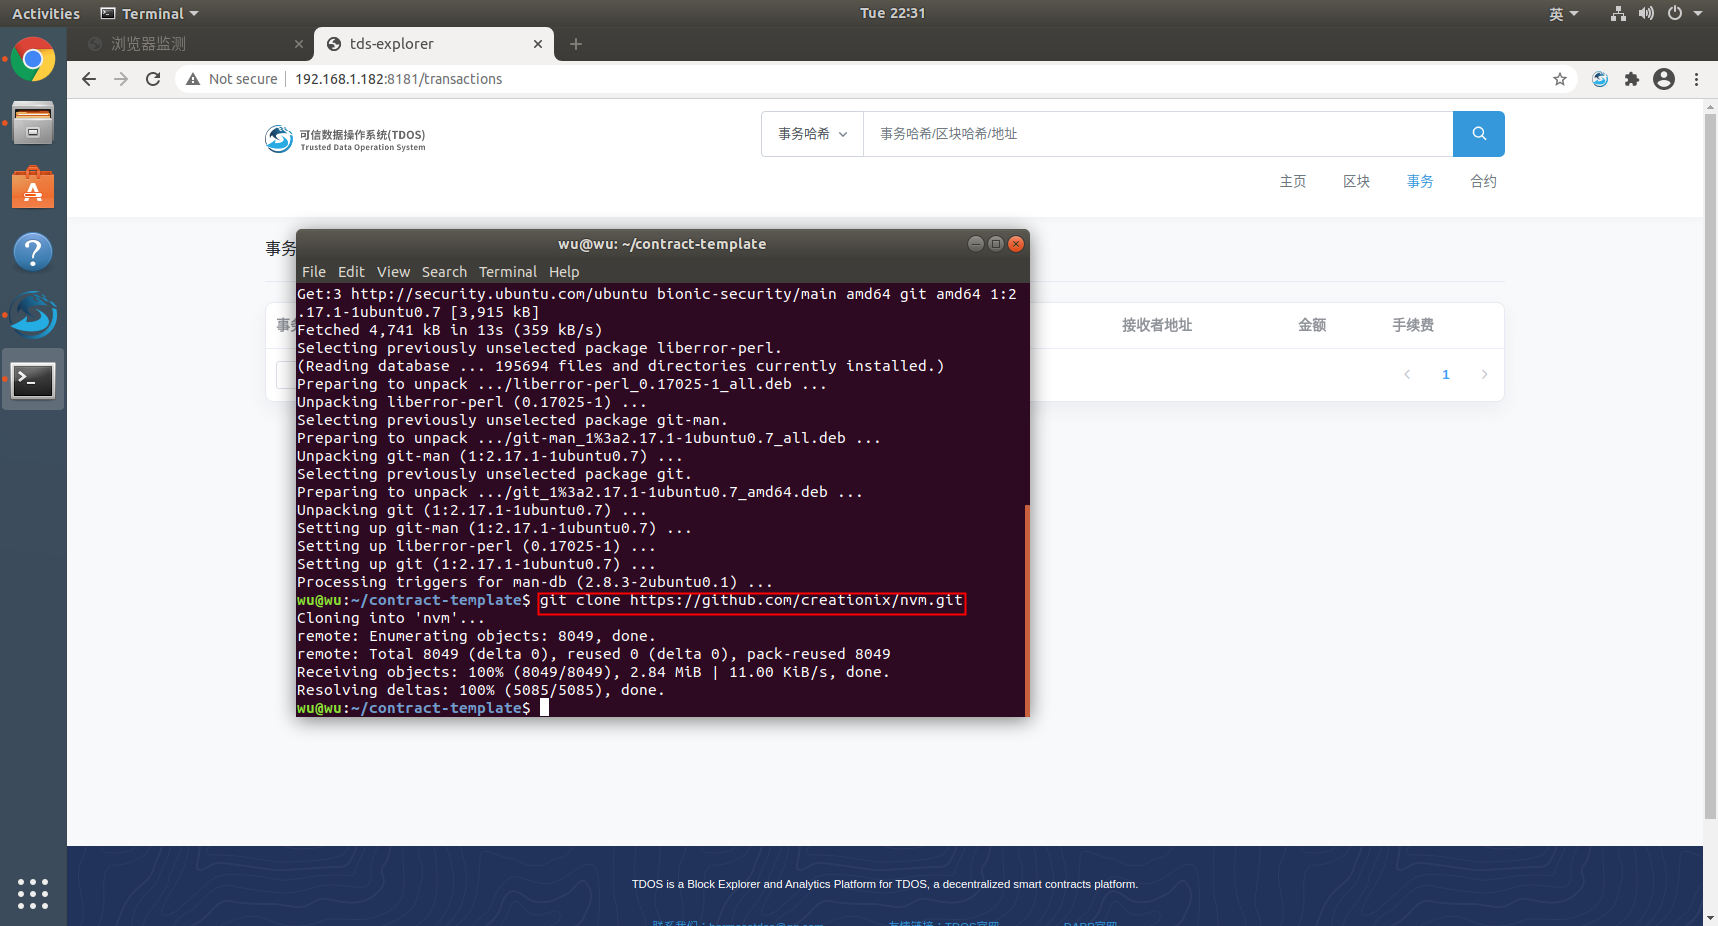 Activities
Terminal
Tue 22:31
英
浏览器监测
tds-explorer
Not secure
192.168.1.182:8181/transactions
可信数据操作系统(TDOS)
Trusted Data Operation System
事务哈希
事务哈希/区块哈希/地址
主页 区块 事务 合约
事务
wu@wu: ~/contract-template
File Edit View Search Terminal Help
Get:3 http://security.ubuntu.com/ubuntu bionic-security/main amd64 git amd64 1:2
.17.1-1ubuntu0.7 [3,915 kB]
Fetched 4,741 kB in 13s (359 kB/s)
Selecting previously unselected package liberror-perl.
(Reading database ... 195694 files and directories currently installed.)
Preparing to unpack .../liberror-perl_0.17025-1_all.deb ...
Unpacking liberror-perl (0.17025-1) ...
Selecting previously unselected package git-man.
Preparing to unpack .../git-man_1%3a2.17.1-1ubuntu0.7_all.deb ...
Unpacking git-man (1:2.17.1-1ubuntu0.7) ...
Selecting previously unselected package git.
Preparing to unpack .../git_1%3a2.17.1-1ubuntu0.7_amd64.deb ...
Unpacking git (1:2.17.1-1ubuntu0.7) ...
Setting up git-man (1:2.17.1-1ubuntu0.7) ...
Setting up liberror-perl (0.17025-1) ...
Setting up git (1:2.17.1-1ubuntu0.7) ...
Processing triggers for man-db (2.8.3-2ubuntu0.1) ...
wu@wu:~/contract-template$ git clone https://github.com/creationix/nvm.git
Cloning into 'nvm'...
remote: Enumerating objects: 8049, done.
remote: Total 8049 (delta 0), reused 0 (delta 0), pack-reused 8049
Receiving objects: 100% (8049/8049), 2.84 MiB | 11.00 KiB/s, done.
Resolving deltas: 100% (5085/5085), done.
wu@wu:~/contract-template$
接收者地址 金额 手续费
1
TDOS is a Block Explorer and Analytics Platform for TDOS, a decentralized smart contracts platform.